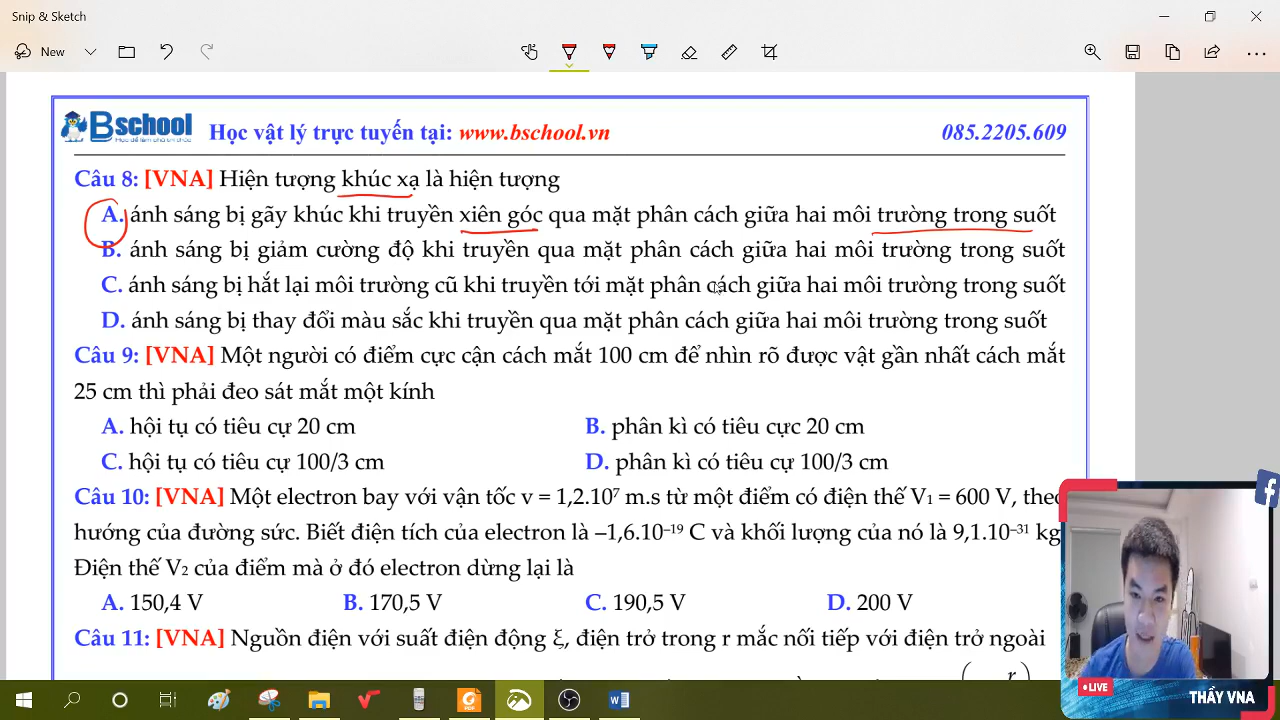 Snip & Sketch
New
Bschool
Học vật lý trực tuyến tại: www.bschool.vn
085.2205.609
Câu 8: [VNA] Hiện tượng khúc xạ là hiện tượng
A. ánh sáng bị gãy khúc khi truyền xiên góc qua mặt phân cách giữa hai môi trường trong suốt
B. ánh sáng bị giảm cường độ khi truyền qua mặt phân cách giữa hai môi trường trong suốt
C. ánh sáng bị hắt lại môi trường cũ khi truyền tới mặt phân cách giữa hai môi trường trong suốt
D. ánh sáng bị thay đổi màu sắc khi truyền qua mặt phân cách giữa hai môi trường trong suốt
Câu 9: [VNA] Một người có điểm cực cận cách mắt 100 cm để nhìn rõ được vật gần nhất cách mắt
25 cm thì phải đeo sát mắt một kính
A. hội tụ có tiêu cự 20 cm
B. phân kì có tiêu cực 20 cm
C. hội tụ có tiêu cự 100/3 cm
D. phân kì có tiêu cự 100/3 cm
Câu 10: [VNA] Một electron bay với vận tốc v = 1,2.10⁷ m.s từ một điểm có điện thế V₁ = 600 V, theo
hướng của đường sức. Biết điện tích của electron là –1,6.10⁻¹⁹ C và khối lượng của nó là 9,1.10⁻³¹ kg
Điện thế V₂ của điểm mà ở đó electron dừng lại là
A. 150,4 V
B. 170,5 V
C. 190,5 V
D. 200 V
Câu 11: [VNA] Nguồn điện với suất điện động ξ, điện trở trong r mắc nối tiếp với điện trở ngoài
r
LIVE
THẦY VNA